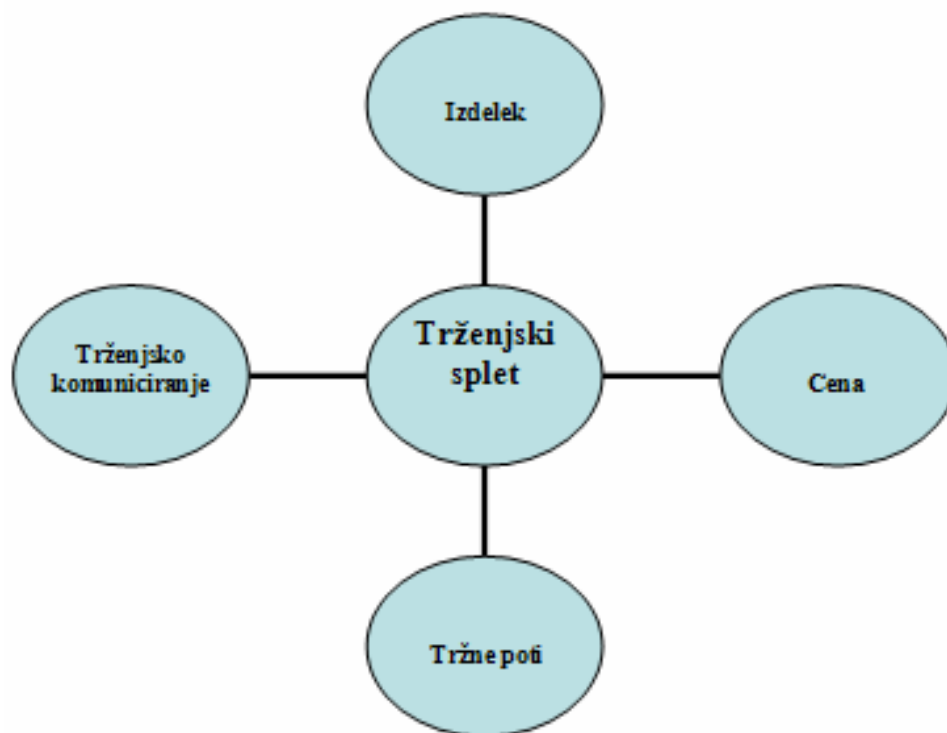 Izdelek
Trženjsko
komuniciranje
Trženjski
splet
Cena
Tržne poti